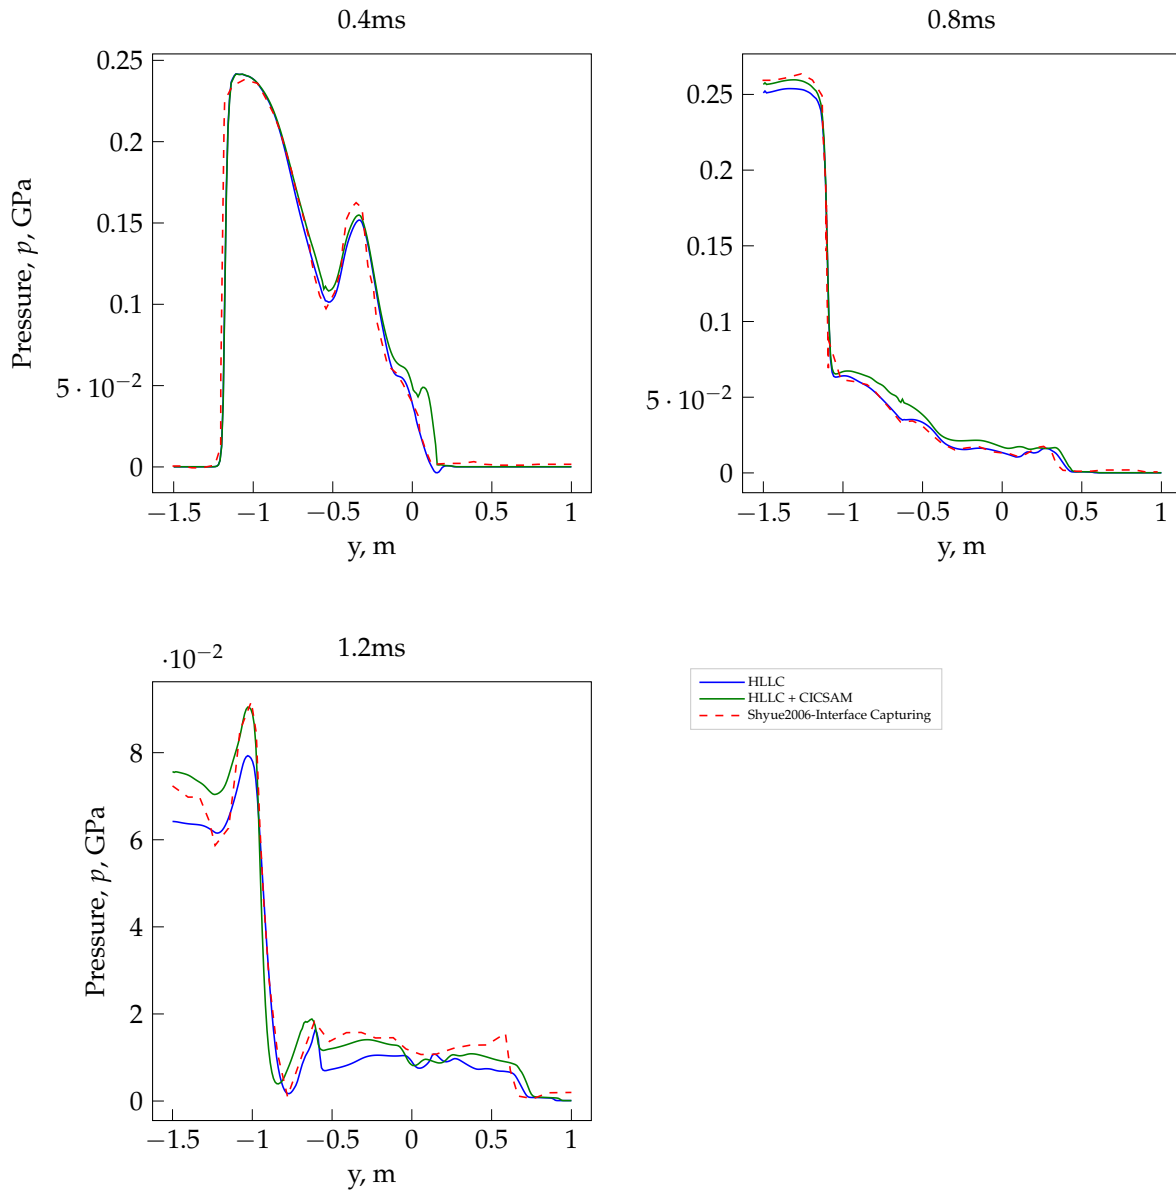 0.4ms
0.25
0.2
0.15
0.1
5 · 10⁻²
0
Pressure, p, GPa
−1.5 −1 −0.5 0 0.5 1
y, m
0.8ms
0.25
0.2
0.15
0.1
5 · 10⁻²
0
−1.5 −1 −0.5 0 0.5 1
y, m
1.2ms
·10⁻²
8
6
4
2
0
Pressure, p, GPa
−1.5 −1 −0.5 0 0.5 1
y, m
HLLC
HLLC + CICSAM
Shyue2006-Interface Capturing